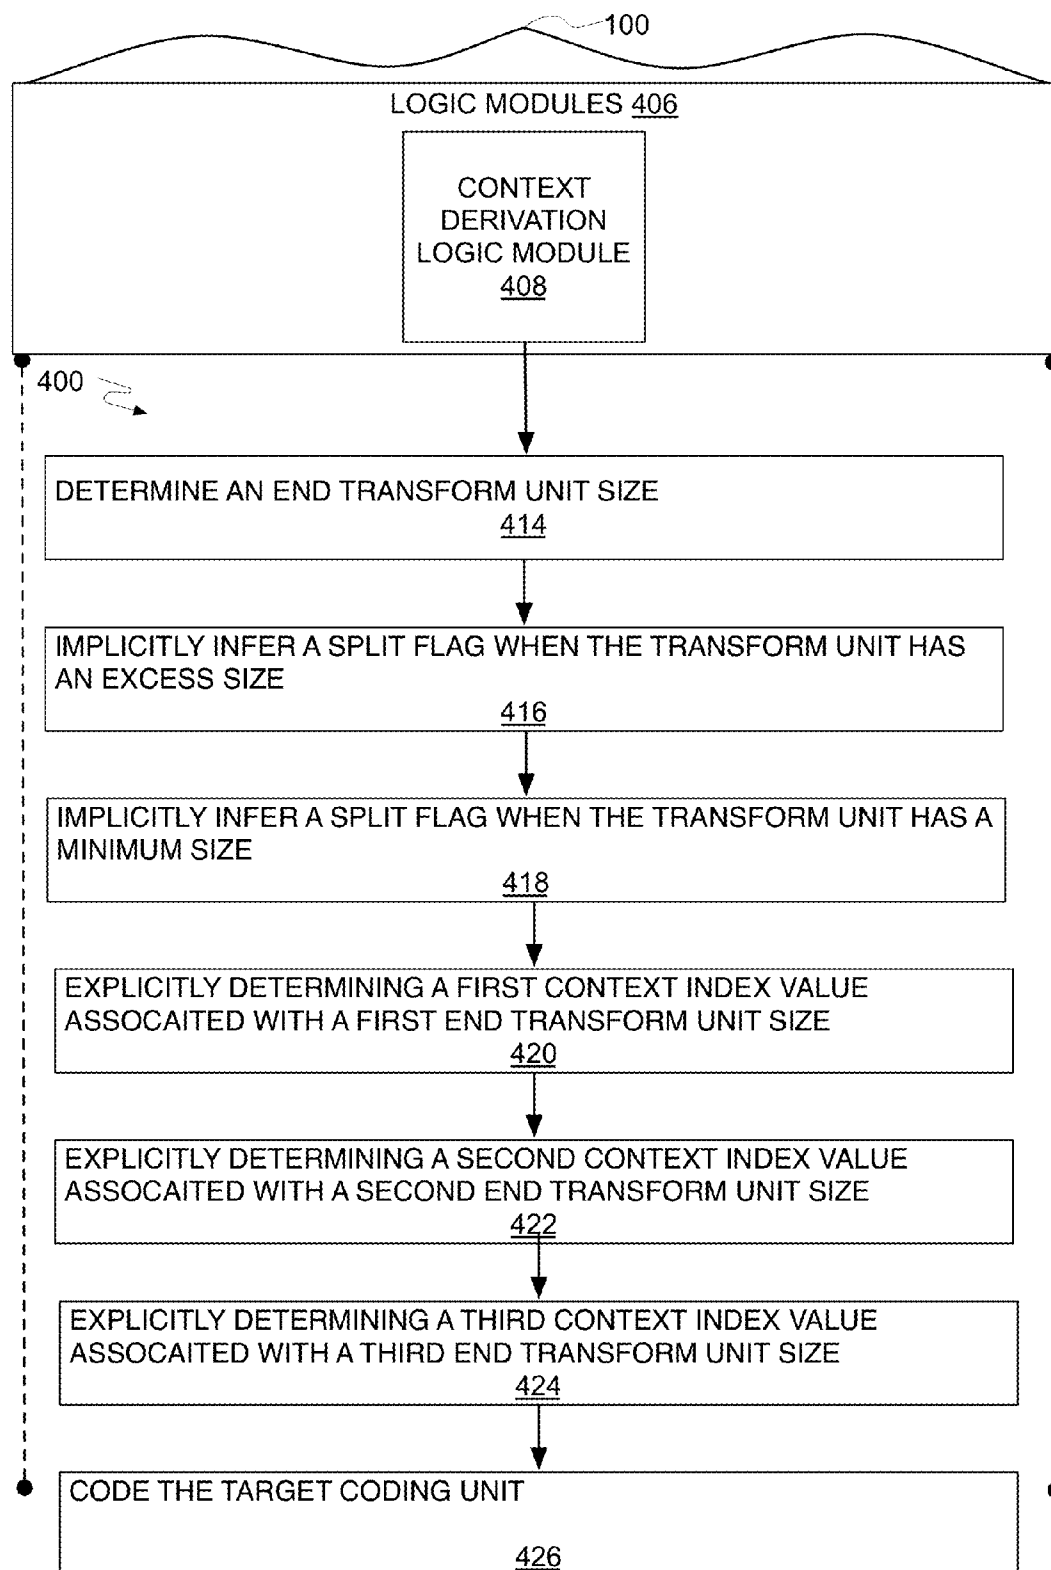 100
LOGIC MODULES 406
CONTEXT
DERIVATION
LOGIC MODULE
408
400
DETERMINE AN END TRANSFORM UNIT SIZE
414
IMPLICITLY INFER A SPLIT FLAG WHEN THE TRANSFORM UNIT HAS
AN EXCESS SIZE
416
IMPLICITLY INFER A SPLIT FLAG WHEN THE TRANSFORM UNIT HAS A
MINIMUM SIZE
418
EXPLICITLY DETERMINING A FIRST CONTEXT INDEX VALUE
ASSOCAITED WITH A FIRST END TRANSFORM UNIT SIZE
420
EXPLICITLY DETERMINING A SECOND CONTEXT INDEX VALUE
ASSOCAITED WITH A SECOND END TRANSFORM UNIT SIZE
422
EXPLICITLY DETERMINING A THIRD CONTEXT INDEX VALUE
ASSOCAITED WITH A THIRD END TRANSFORM UNIT SIZE
424
CODE THE TARGET CODING UNIT
426